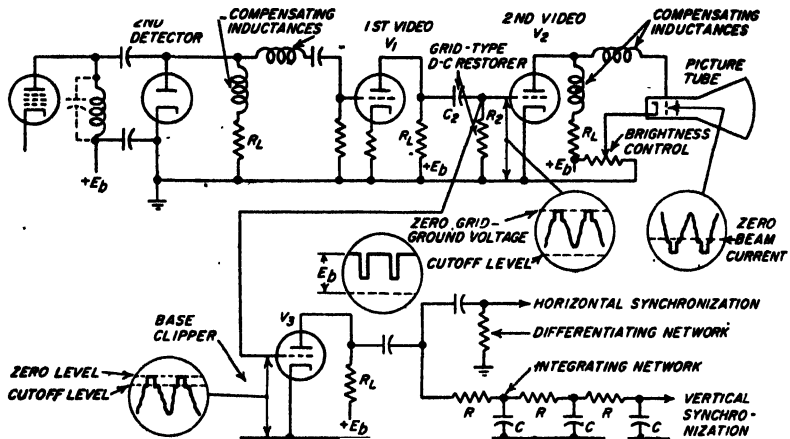 2ND
DETECTOR
COMPENSATING
INDUCTANCES
1ST VIDEO
V1
GRID-TYPE
D-C RESTORER
2ND VIDEO
V2
COMPENSATING
INDUCTANCES
PICTURE
TUBE
RL
+Eb
RL
+Eb
C2
R2
RL
+Eb
BRIGHTNESS
CONTROL
ZERO GRID-
GROUND VOLTAGE
CUTOFF LEVEL
ZERO
BEAM
CURRENT
Eb
V3
BASE
CLIPPER
ZERO LEVEL
CUTOFF LEVEL
RL
+Eb
HORIZONTAL SYNCHRONIZATION
DIFFERENTIATING NETWORK
INTEGRATING NETWORK
R
R
R
C
C
C
VERTICAL
SYNCHRO-
NIZATION